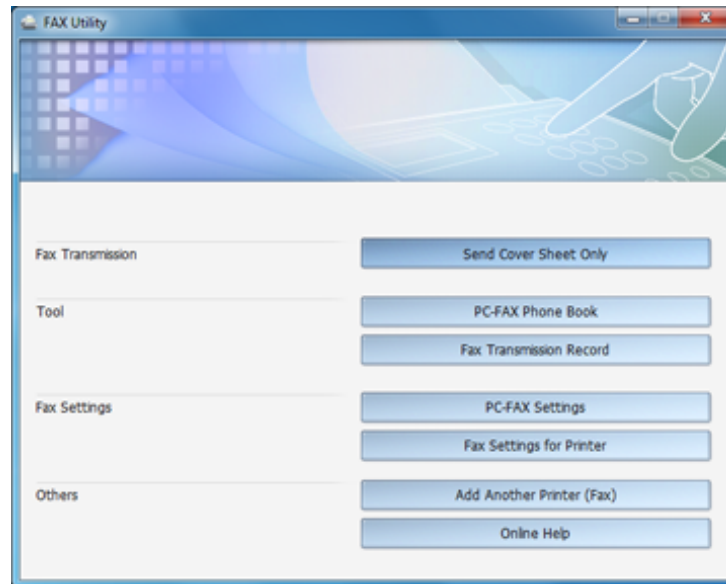 FAX Utility
Fax Transmission
Send Cover Sheet Only
Tool
PC-FAX Phone Book
Fax Transmission Record
Fax Settings
PC-FAX Settings
Fax Settings for Printer
Others
Add Another Printer (Fax)
Online Help